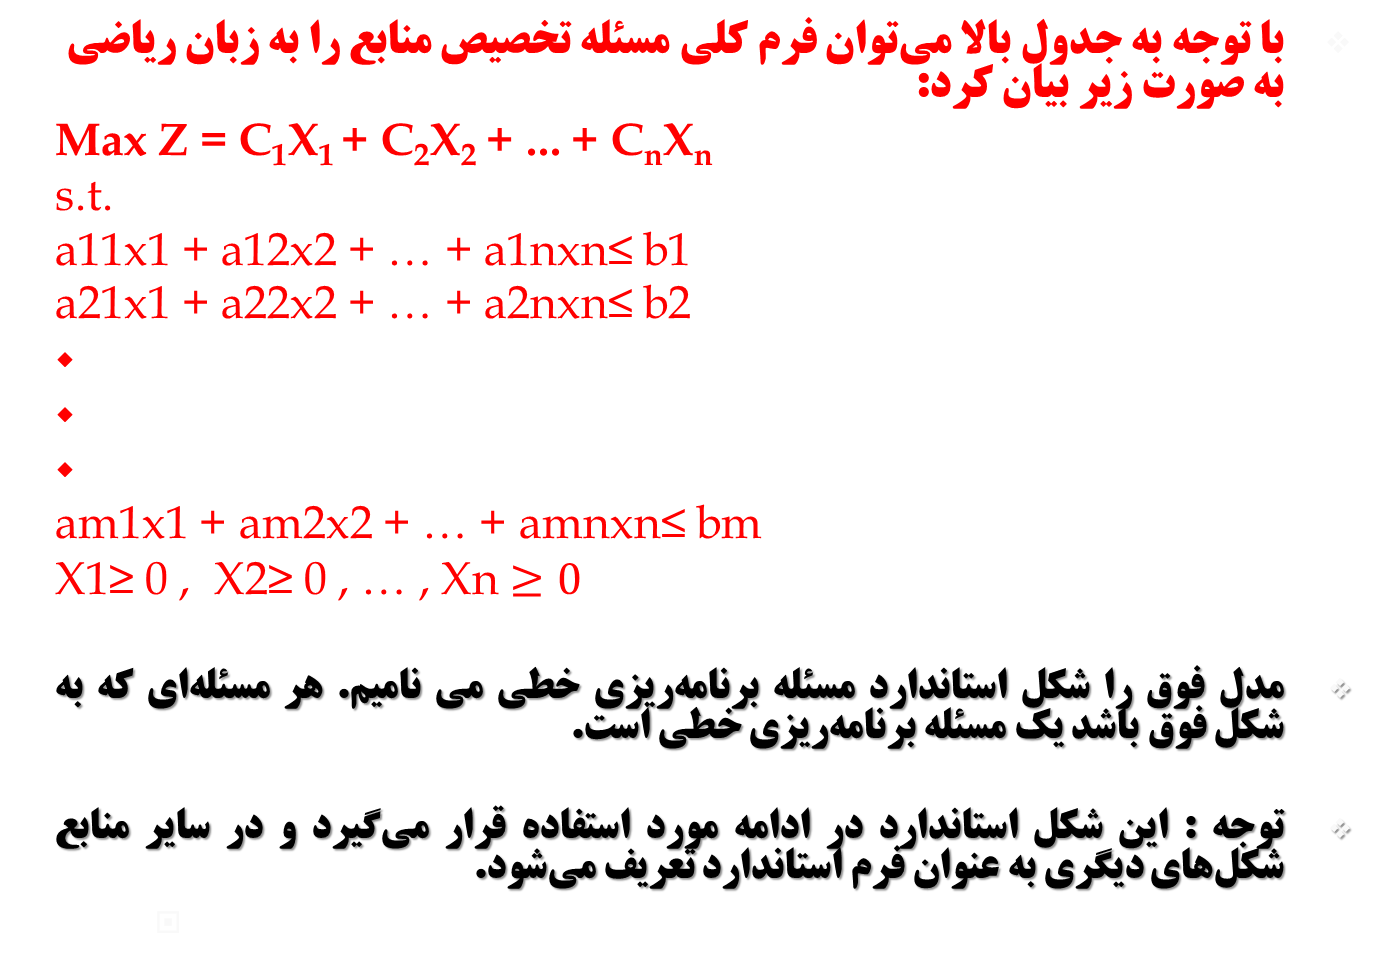 با توجه به جدول بالا می‌توان فرم کلی مسئله تخصیص منابع را به زبان ریاضی
به صورت زیر بیان کرد:
Max Z = C₁X₁ + C₂X₂ + ... + CₙXₙ
s.t.
a11x1 + a12x2 + … + a1nxn≤ b1
a21x1 + a22x2 + … + a2nxn≤ b2
am1x1 + am2x2 + … + amnxn≤ bm
X1≥ 0 , X2≥ 0 , … , Xn ≥ 0
مدل فوق را شکل استاندارد مسئله برنامه‌ریزی خطی می نامیم. هر مسئله‌ای که به
شکل فوق باشد یک مسئله برنامه‌ریزی خطی است.
توجه : این شکل استاندارد در ادامه مورد استفاده قرار می‌گیرد و در سایر منابع
شکل‌های دیگری به عنوان فرم استاندارد تعریف می‌شود.